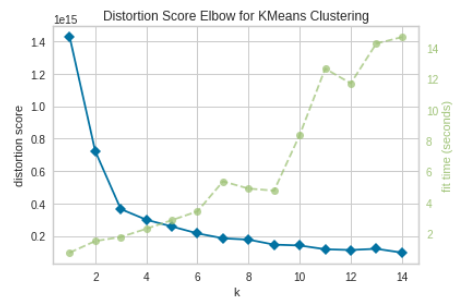 Distortion Score Elbow for KMeans Clustering
1e15
1.4
1.2
1.0
0.8
0.6
0.4
0.2
distortion score
14
12
10
8
6
4
2
fit time (seconds)
2 4 6 8 10 12 14
k